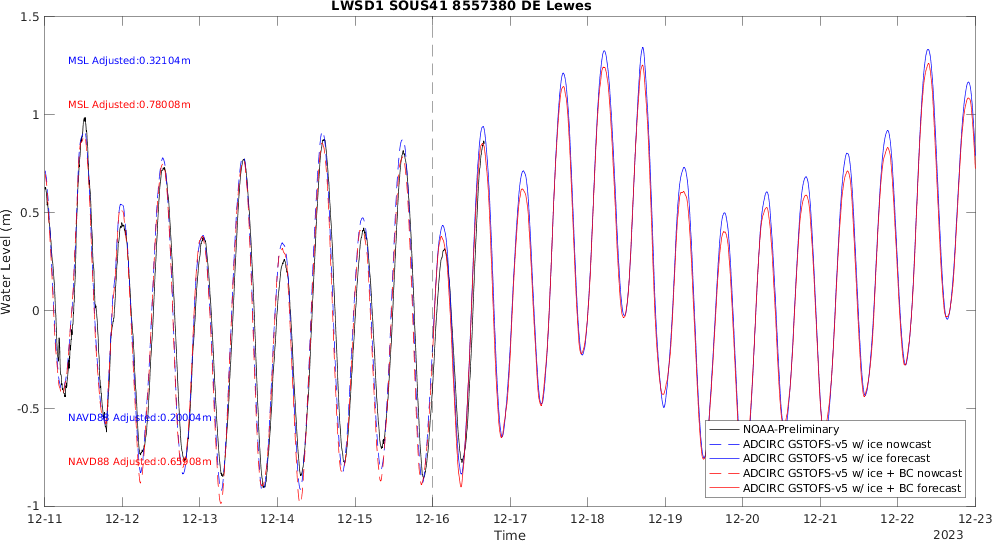 LWSD1 SOUS41 8557380 DE Lewes
1.5
1
0.5
0
-0.5
-1
Water Level (m)
MSL Adjusted:0.32104m
MSL Adjusted:0.78008m
NAVD88 Adjusted:0.20004m
NAVD88 Adjusted:0.65908m
NOAA-Preliminary
ADCIRC GSTOFS-v5 w/ ice nowcast
ADCIRC GSTOFS-v5 w/ ice forecast
ADCIRC GSTOFS-v5 w/ ice + BC nowcast
ADCIRC GSTOFS-v5 w/ ice + BC forecast
12-11 12-12 12-13 12-14 12-15 12-16 12-17 12-18 12-19 12-20 12-21 12-22 12-23
Time
2023